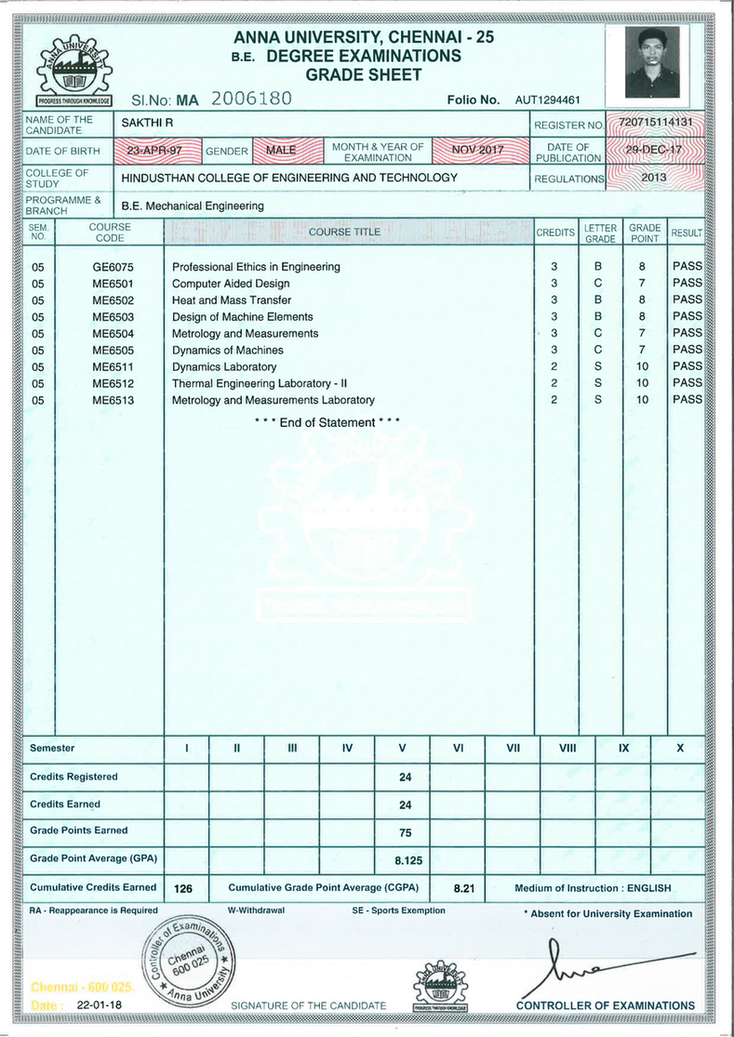 ANNA UNIVERSITY, CHENNAI - 25
B.E. DEGREE EXAMINATIONS
GRADE SHEET
ANNA UNIVERSITY
PROGRESS THROUGH KNOWLEDGE
SI.No: MA 2006180 Folio No. AUT1294461
NAME OF THE CANDIDATE SAKTHI R REGISTER NO. 720715114131
DATE OF BIRTH 23-APR-97 GENDER MALE MONTH & YEAR OF EXAMINATION NOV 2017 DATE OF PUBLICATION 29-DEC-17
COLLEGE OF STUDY HINDUSTHAN COLLEGE OF ENGINEERING AND TECHNOLOGY REGULATIONS 2013
PROGRAMME & BRANCH B.E. Mechanical Engineering
SEM. NO. COURSE CODE COURSE TITLE CREDITS LETTER GRADE GRADE POINT RESULT
05 GE6075 Professional Ethics in Engineering 3 B 8 PASS
05 ME6501 Computer Aided Design 3 C 7 PASS
05 ME6502 Heat and Mass Transfer 3 B 8 PASS
05 ME6503 Design of Machine Elements 3 B 8 PASS
05 ME6504 Metrology and Measurements 3 C 7 PASS
05 ME6505 Dynamics of Machines 3 C 7 PASS
05 ME6511 Dynamics Laboratory 2 S 10 PASS
05 ME6512 Thermal Engineering Laboratory - II 2 S 10 PASS
05 ME6513 Metrology and Measurements Laboratory 2 S 10 PASS
* * * End of Statement * * *
Semester I II III IV V VI VII VIII IX X
Credits Registered 24
Credits Earned 24
Grade Points Earned 75
Grade Point Average (GPA) 8.125
Cumulative Credits Earned 126 Cumulative Grade Point Average (CGPA) 8.21 Medium of Instruction : ENGLISH
RA - Reappearance is Required W-Withdrawal SE - Sports Exemption * Absent for University Examination
Controller of Examinations
Chennai
600 025
Anna University
Chennai - 600 025.
Date : 22-01-18
SIGNATURE OF THE CANDIDATE
PROGRESS THROUGH KNOWLEDGE
CONTROLLER OF EXAMINATIONS